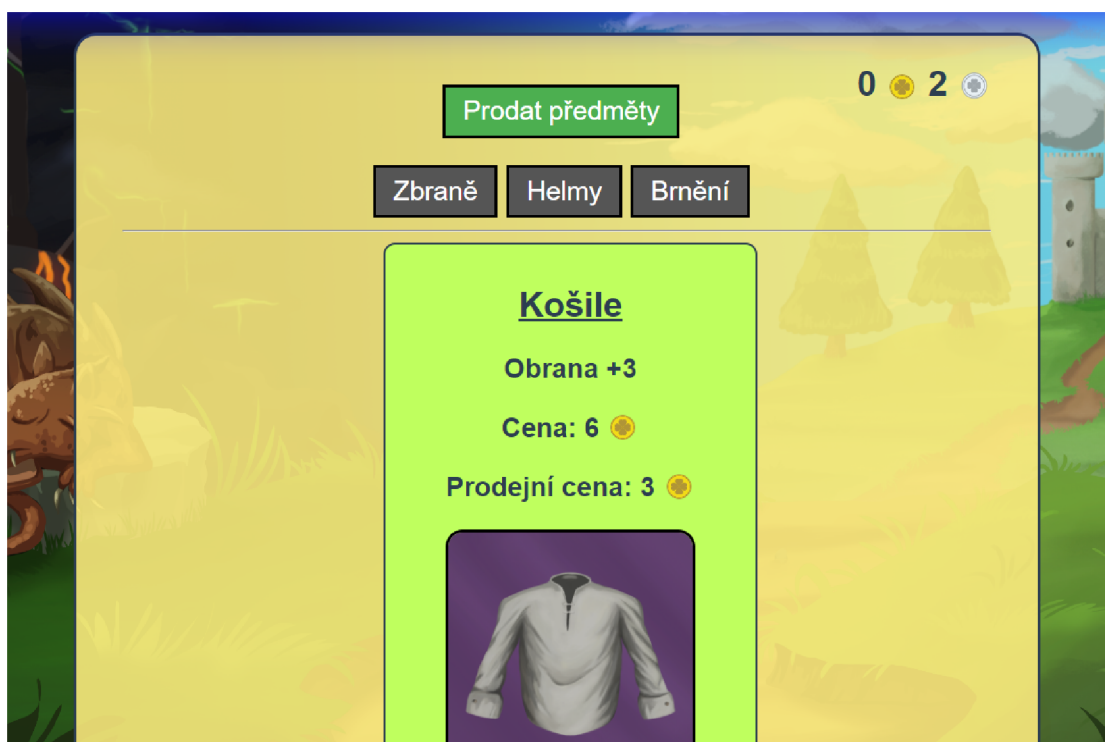 0 2
Prodat předměty
Zbraně Helmy Brnění
Košile
Obrana +3
Cena: 6
Prodejní cena: 3